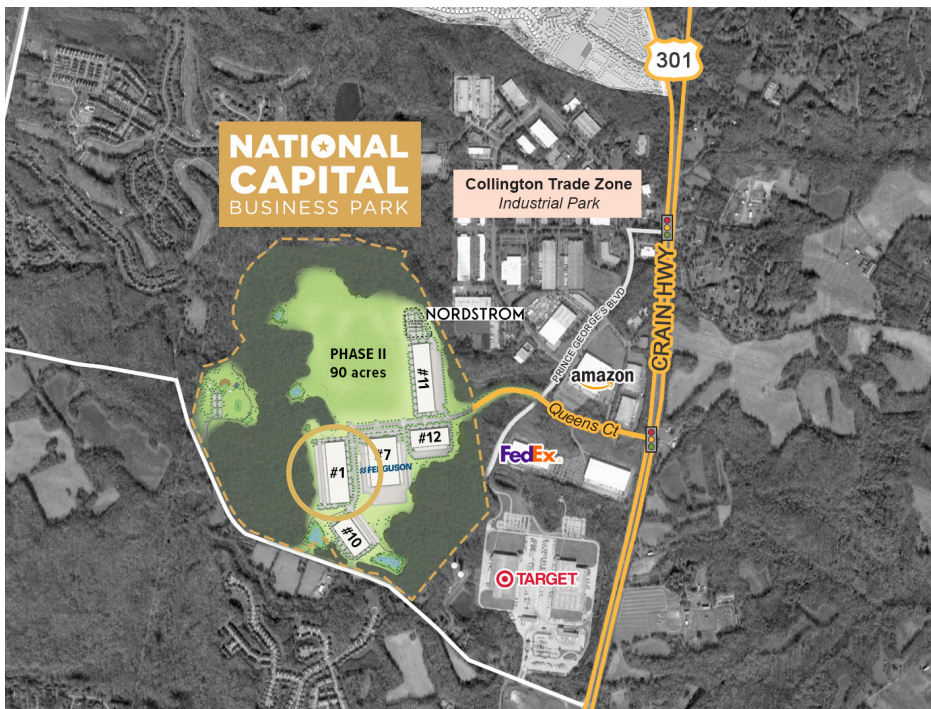 301
NATIONAL
CAPITAL
BUSINESS PARK
Collington Trade Zone
Industrial Park
CRAIN HWY
PRINCE GEORGE'S BLVD
NORDSTROM
PHASE II
90 acres
#11
amazon
Queens Ct
#12
#7
FERGUSON
#1
FedEx
#10
TARGET